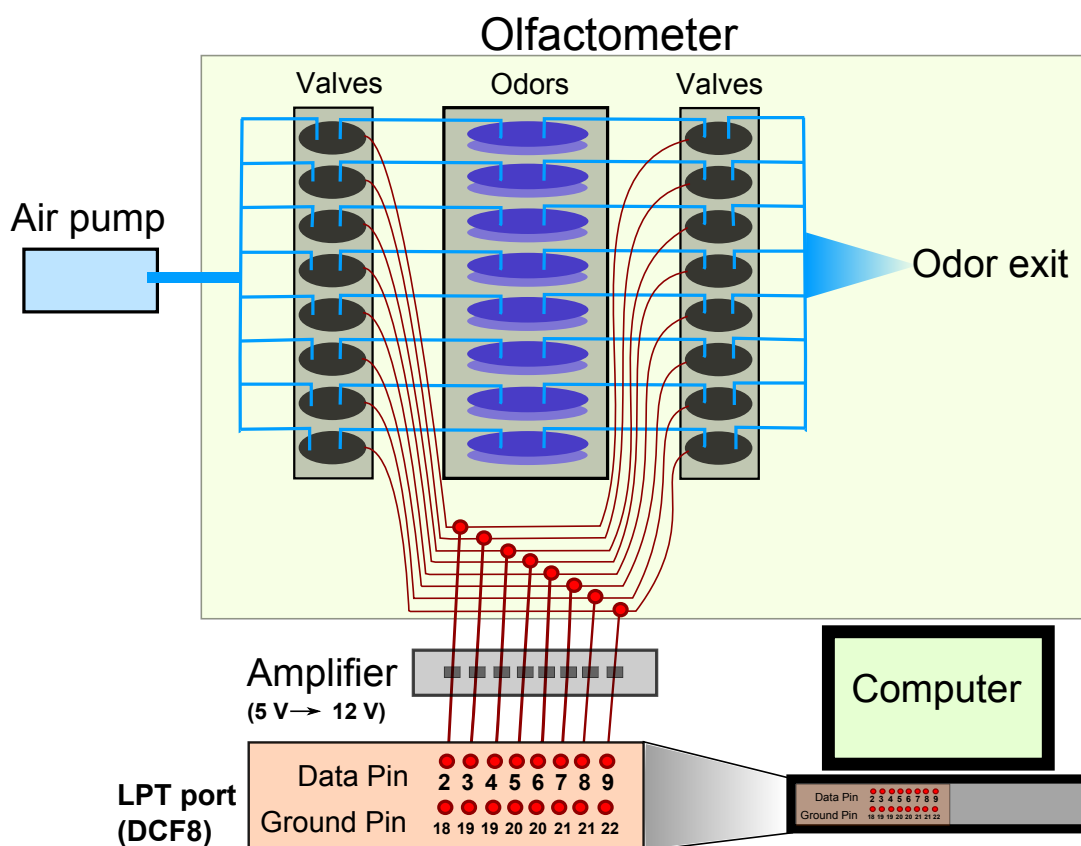 Olfactometer
Valves
Odors
Valves
Air pump
Odor exit
Amplifier
(5 V→ 12 V)
Computer
LPT port
(DCF8)
Data Pin
2 3 4 5 6 7 8 9
Ground Pin
18 19 19 20 20 21 21 22
Data Pin
2 3 4 5 6 7 8 9
Ground Pin
18 19 19 20 20 21 21 22